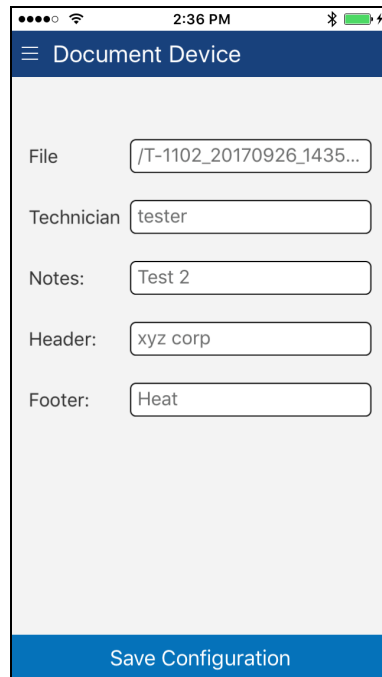 2:36 PM
Document Device
File /T-1102_20170926_1435...
Technician tester
Notes: Test 2
Header: xyz corp
Footer: Heat
Save Configuration